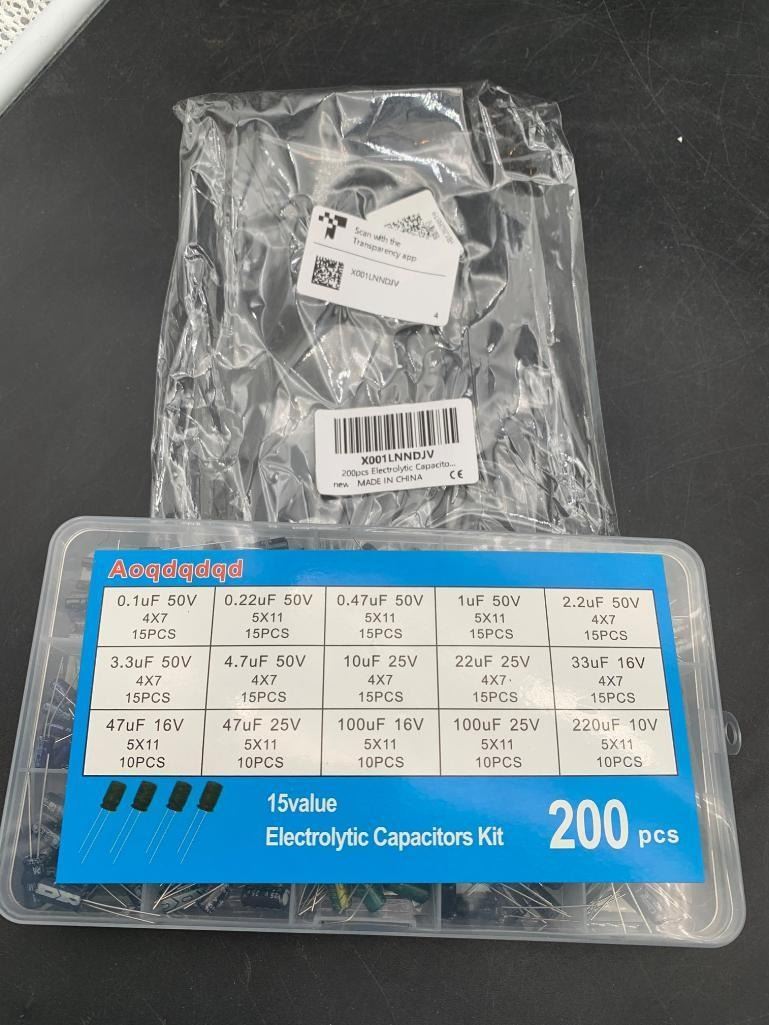 Scan with the
Transparency app
X001LNNDJV
4
X001LNNDJV
200pcs Electrolytic Capacito...
new MADE IN CHINA CE
Aoqdqdqd
0.1uF 50V 0.22uF 50V 0.47uF 50V 1uF 50V 2.2uF 50V
4X7 5X11 5X11 5X11 4X7
15PCS 15PCS 15PCS 15PCS 15PCS
3.3uF 50V 4.7uF 50V 10uF 25V 22uF 25V 33uF 16V
4X7 4X7 4X7 4X7 4X7
15PCS 15PCS 15PCS 15PCS 15PCS
47uF 16V 47uF 25V 100uF 16V 100uF 25V 220uF 10V
5X11 5X11 5X11 5X11 5X11
10PCS 10PCS 10PCS 10PCS 10PCS
15value
Electrolytic Capacitors Kit 200 pcs